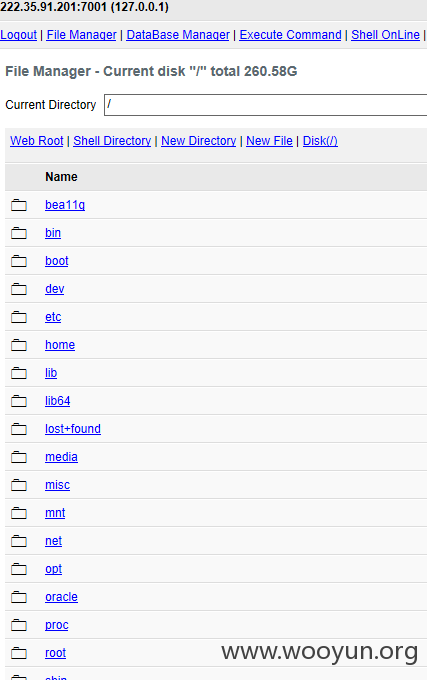 222.35.91.201:7001 (127.0.0.1)
Logout | File Manager | DataBase Manager | Execute Command | Shell OnLine |
File Manager - Current disk "/" total 260.58G
Current Directory /
Web Root | Shell Directory | New Directory | New File | Disk(/)
Name
bea11g
bin
boot
dev
etc
home
lib
lib64
lost+found
media
misc
mnt
net
opt
oracle
proc
root
www.wooyun.org